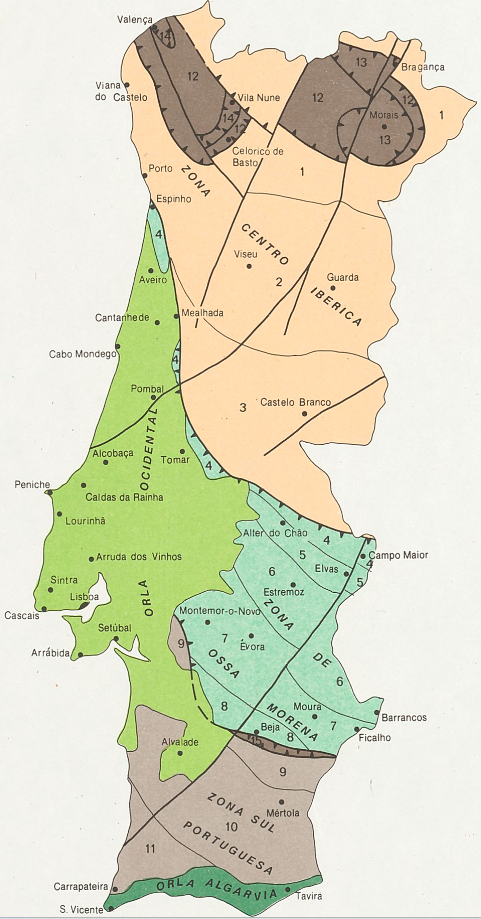 Valença
14
13
Bragança
12
Viana
do Castelo
Vila Nune
12
12
14
Morais
1
12
13
Celorico de
Basto
1
Porto
ZONA
Espinho
4
CENTRO
Viseu
2
Guarda
IBERICA
Aveiro
Cantanhede
Mealhada
Cabo Mondego
4
Pombal
3
Castelo Branco
OCIDENTAL
Alcobaça
Tomar
4
Peniche
Caldas da Rainha
Lourinhã
Alter do Chão
4
5
Campo Maior
4
Arruda dos Vinhos
6
Elvas
5
Sintra
Estremoz
Lisboa
ORLA
ZONA
Cascais
Montemor-o-Novo
Setúbal
7
Évora
9
Arrábida
OSSA
DE
6
8
Moura
Barrancos
MORENA
7
Beja
8
Ficalho
15
Alvalade
9
ZONA SUL
Mértola
10
PORTUGUESA
11
Carrapateira
ORLA ALGARVIA
Tavira
S. Vicente